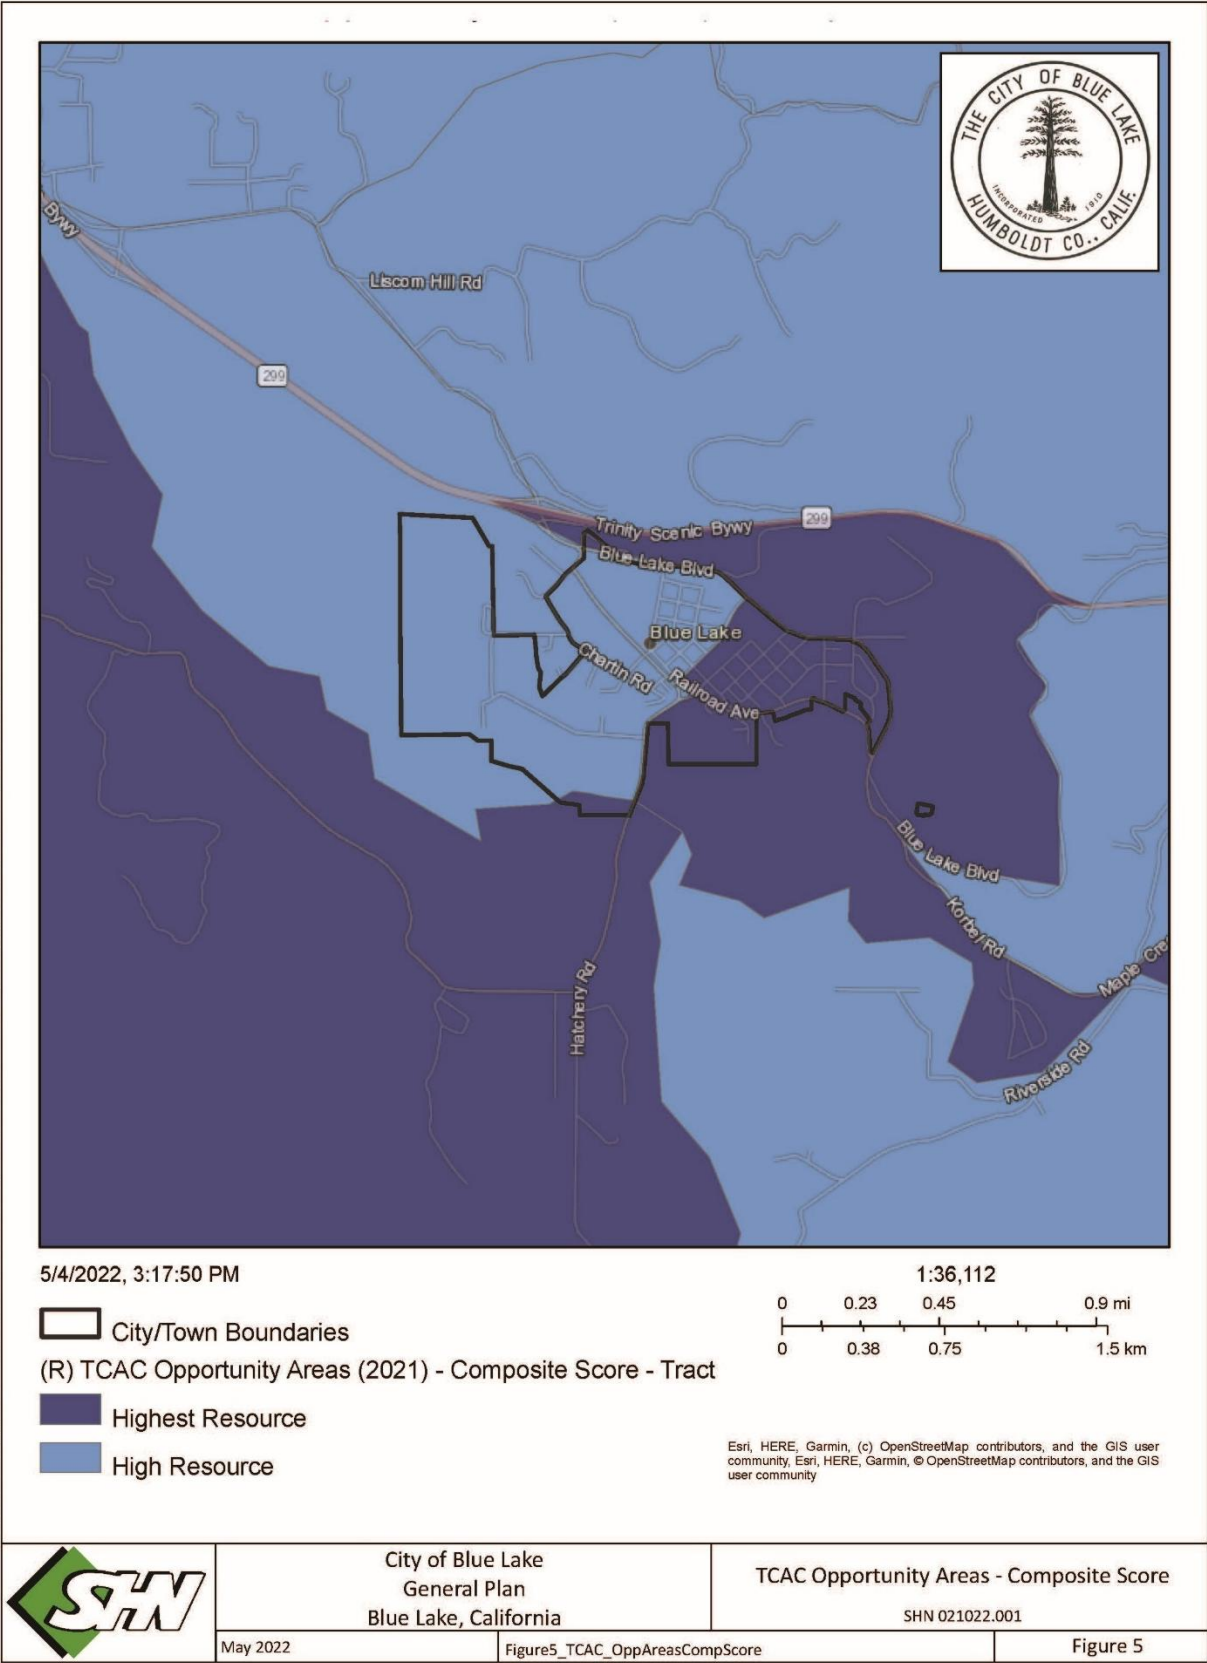 THE CITY OF BLUE LAKE
INCORPORATED 1910
HUMBOLDT CO., CALIF.
Bywy
Liscom Hill Rd
299
Trinity Scenic Bywy
299
Blue Lake Blvd
Blue Lake
Chartin Rd
Railroad Ave
Blue Lake Blvd
Korbel Rd
Maple Cree
Hatchery Rd
Riverside Rd
5/4/2022, 3:17:50 PM
1:36,112
0 0.23 0.45 0.9 mi
0 0.38 0.75 1.5 km
City/Town Boundaries
(R) TCAC Opportunity Areas (2021) - Composite Score - Tract
Highest Resource
High Resource
Esri, HERE, Garmin, (c) OpenStreetMap contributors, and the GIS user
community, Esri, HERE, Garmin, © OpenStreetMap contributors, and the GIS
user community
SHN
City of Blue Lake
General Plan
Blue Lake, California
TCAC Opportunity Areas - Composite Score
SHN 021022.001
May 2022
Figure5_TCAC_OppAreasCompScore
Figure 5